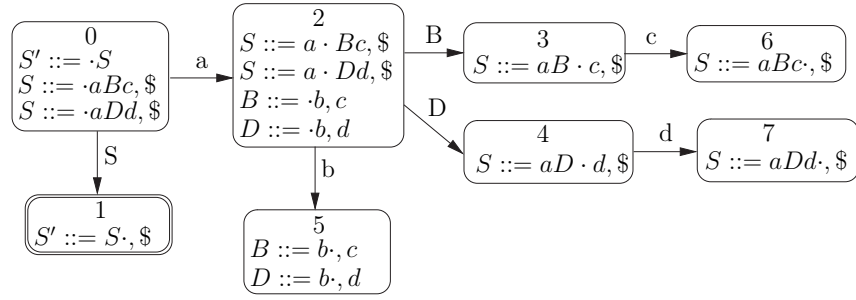 0
S′ ::= ·S
S ::= ·aBc, $
S ::= ·aDd, $
a
2
S ::= a · Bc, $
S ::= a · Dd, $
B ::= ·b, c
D ::= ·b, d
B
3
S ::= aB · c, $
c
6
S ::= aBc·, $
D
4
S ::= aD · d, $
d
7
S ::= aDd·, $
S
1
S′ ::= S·, $
b
5
B ::= b·, c
D ::= b·, d